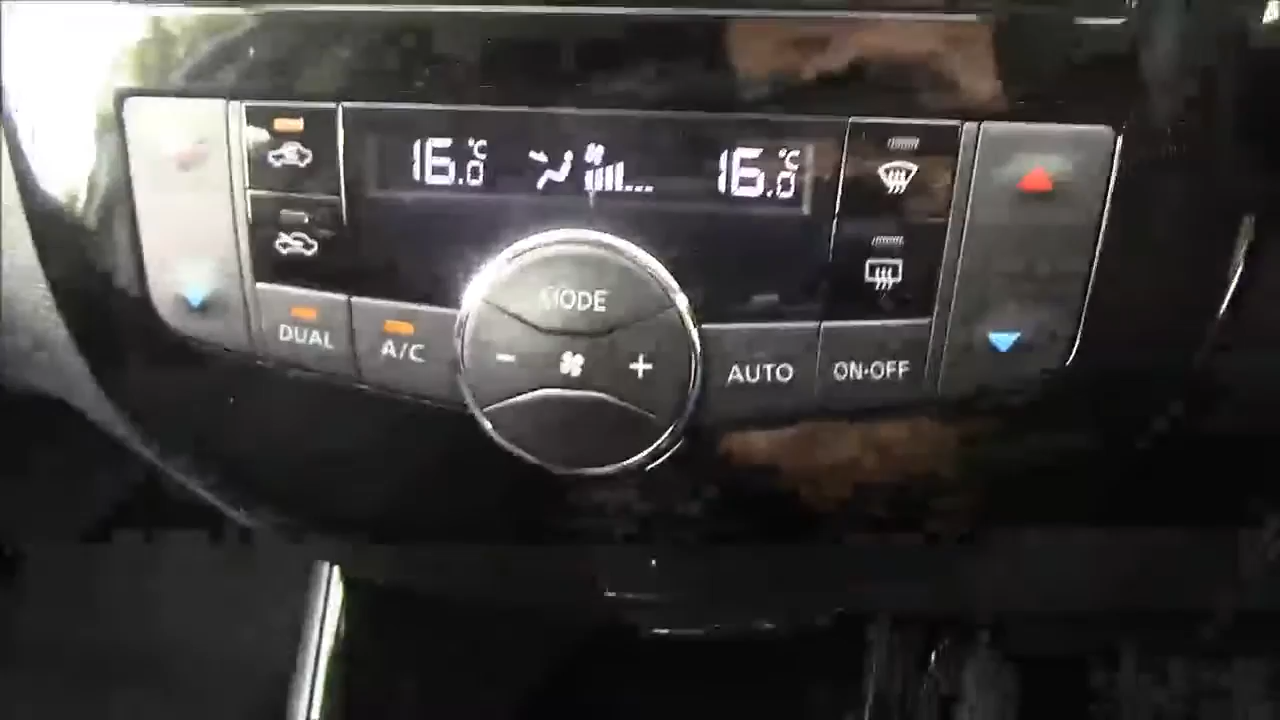 16.0 °C 16.0 °C
MODE
DUAL A/C - + AUTO ON•OFF